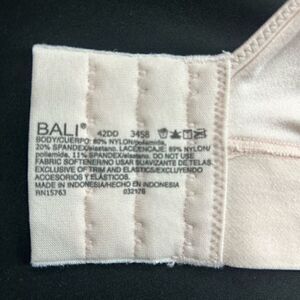 BALI® 42DD 3458
BODY/CUERPO: 80% NYLON/poliamida,
20% SPANDEX/elastano. LACE/ENCAJE: 89% NYLON/
poliamida, 11% SPANDEX/elastano. DO NOT USE
FABRIC SOFTENER/NO USAR SUAVIZANTE DE TELAS.
EXCLUSIVE OF TRIM AND ELASTICS/EXCLUYENDO
ACCESORIOS Y ELÁSTICOS.
MADE IN INDONESIA/HECHO EN INDONESIA
RN15763 032176